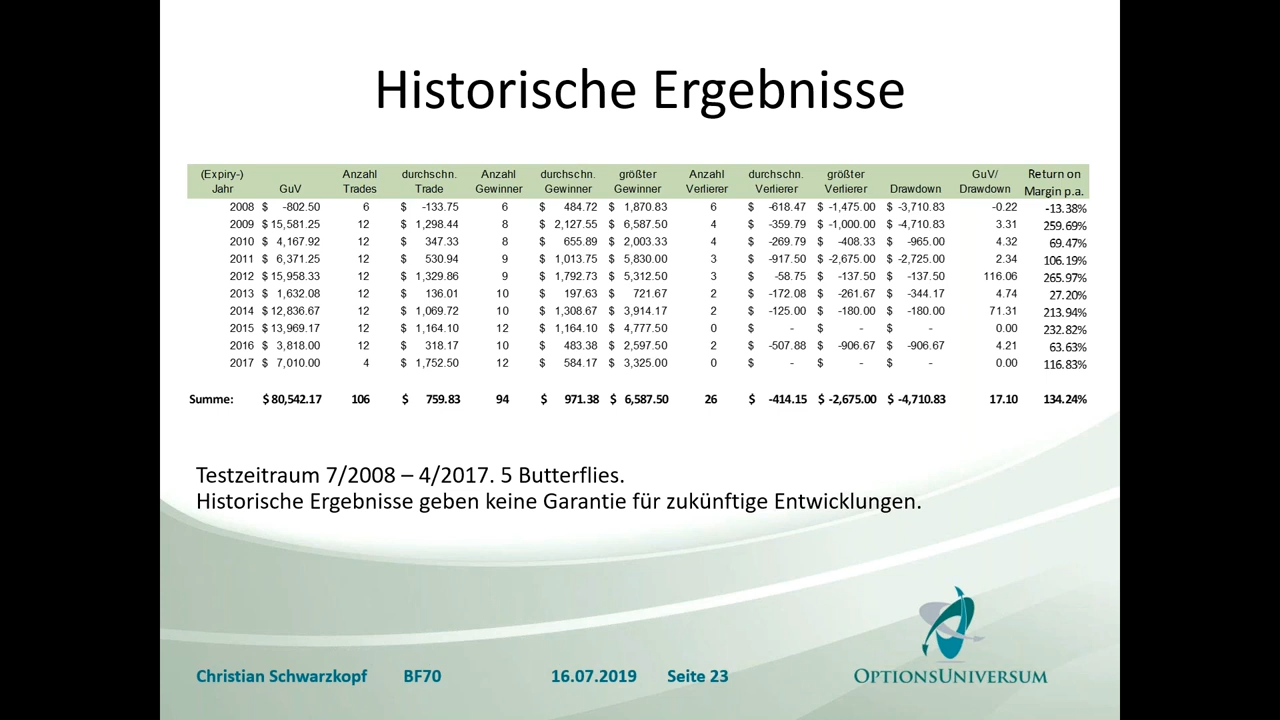 Historische Ergebnisse
(Expiry-) Anzahl durchschn. Anzahl durchschn. größter Anzahl durchschn. größter GuV/ Return on
Jahr GuV Trades Trade Gewinner Gewinner Gewinner Verlierer Verlierer Verlierer Drawdown Drawdown Margin p.a.
2008 $ -802.50 6 $ -133.75 6 $ 484.72 $ 1,870.83 6 $ -618.47 $ -1,475.00 $ -3,710.83 -0.22 -13.38%
2009 $ 15,581.25 12 $ 1,298.44 8 $ 2,127.55 $ 6,587.50 4 $ -359.79 $ -1,000.00 $ -4,710.83 3.31 259.69%
2010 $ 4,167.92 12 $ 347.33 8 $ 655.89 $ 2,003.33 4 $ -269.79 $ -408.33 $ -965.00 4.32 69.47%
2011 $ 6,371.25 12 $ 530.94 9 $ 1,013.75 $ 5,830.00 3 $ -917.50 $ -2,675.00 $ -2,725.00 2.34 106.19%
2012 $ 15,958.33 12 $ 1,329.86 9 $ 1,792.73 $ 5,312.50 3 $ -58.75 $ -137.50 $ -137.50 116.06 265.97%
2013 $ 1,632.08 12 $ 136.01 10 $ 197.63 $ 721.67 2 $ -172.08 $ -261.67 $ -344.17 4.74 27.20%
2014 $ 12,836.67 12 $ 1,069.72 10 $ 1,308.67 $ 3,914.17 2 $ -125.00 $ -180.00 $ -180.00 71.31 213.94%
2015 $ 13,969.17 12 $ 1,164.10 12 $ 1,164.10 $ 4,777.50 0 $ - $ - $ - 0.00 232.82%
2016 $ 3,818.00 12 $ 318.17 10 $ 483.38 $ 2,597.50 2 $ -507.88 $ -906.67 $ -906.67 4.21 63.63%
2017 $ 7,010.00 4 $ 1,752.50 12 $ 584.17 $ 3,325.00 0 $ - $ - $ - 0.00 116.83%
Summe: $ 80,542.17 106 $ 759.83 94 $ 971.38 $ 6,587.50 26 $ -414.15 $ -2,675.00 $ -4,710.83 17.10 134.24%
Testzeitraum 7/2008 – 4/2017. 5 Butterflies.
Historische Ergebnisse geben keine Garantie für zukünftige Entwicklungen.
Christian Schwarzkopf BF70 16.07.2019 Seite 23
OPTIONSUNIVERSUM